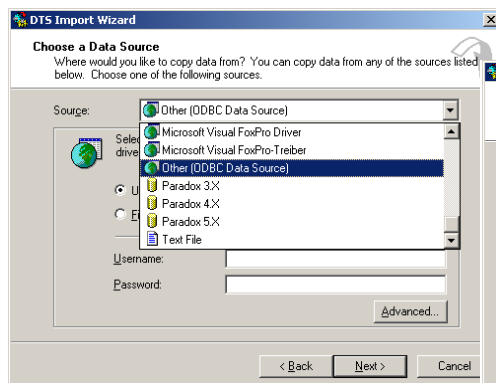 DTS Import Wizard
Choose a Data Source
Where would you like to copy data from? You can copy data from any of the sources listed
below. Choose one of the following sources.
Source:
Other (ODBC Data Source)
Microsoft Visual FoxPro Driver
Microsoft Visual FoxPro-Treiber
Other (ODBC Data Source)
Paradox 3.X
Paradox 4.X
Paradox 5.X
Text File
Username:
Password:
Advanced...
< Back
Next >
Cancel